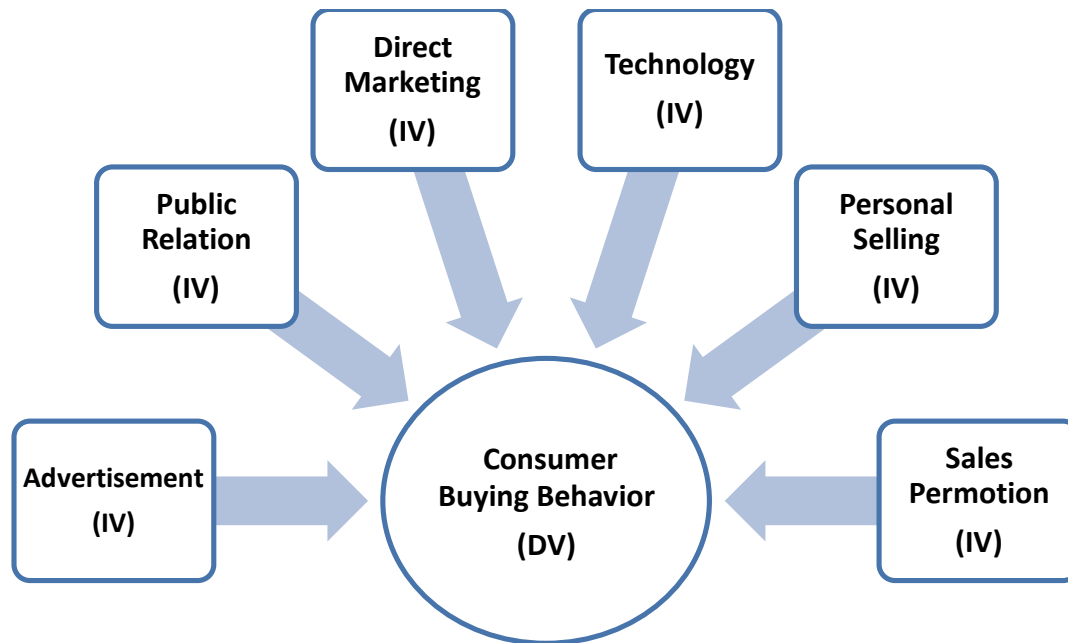 Direct
Marketing
(IV)
Technology
(IV)
Public
Relation
(IV)
Personal
Selling
(IV)
Advertisement
(IV)
Consumer
Buying Behavior
(DV)
Sales
Permotion
(IV)